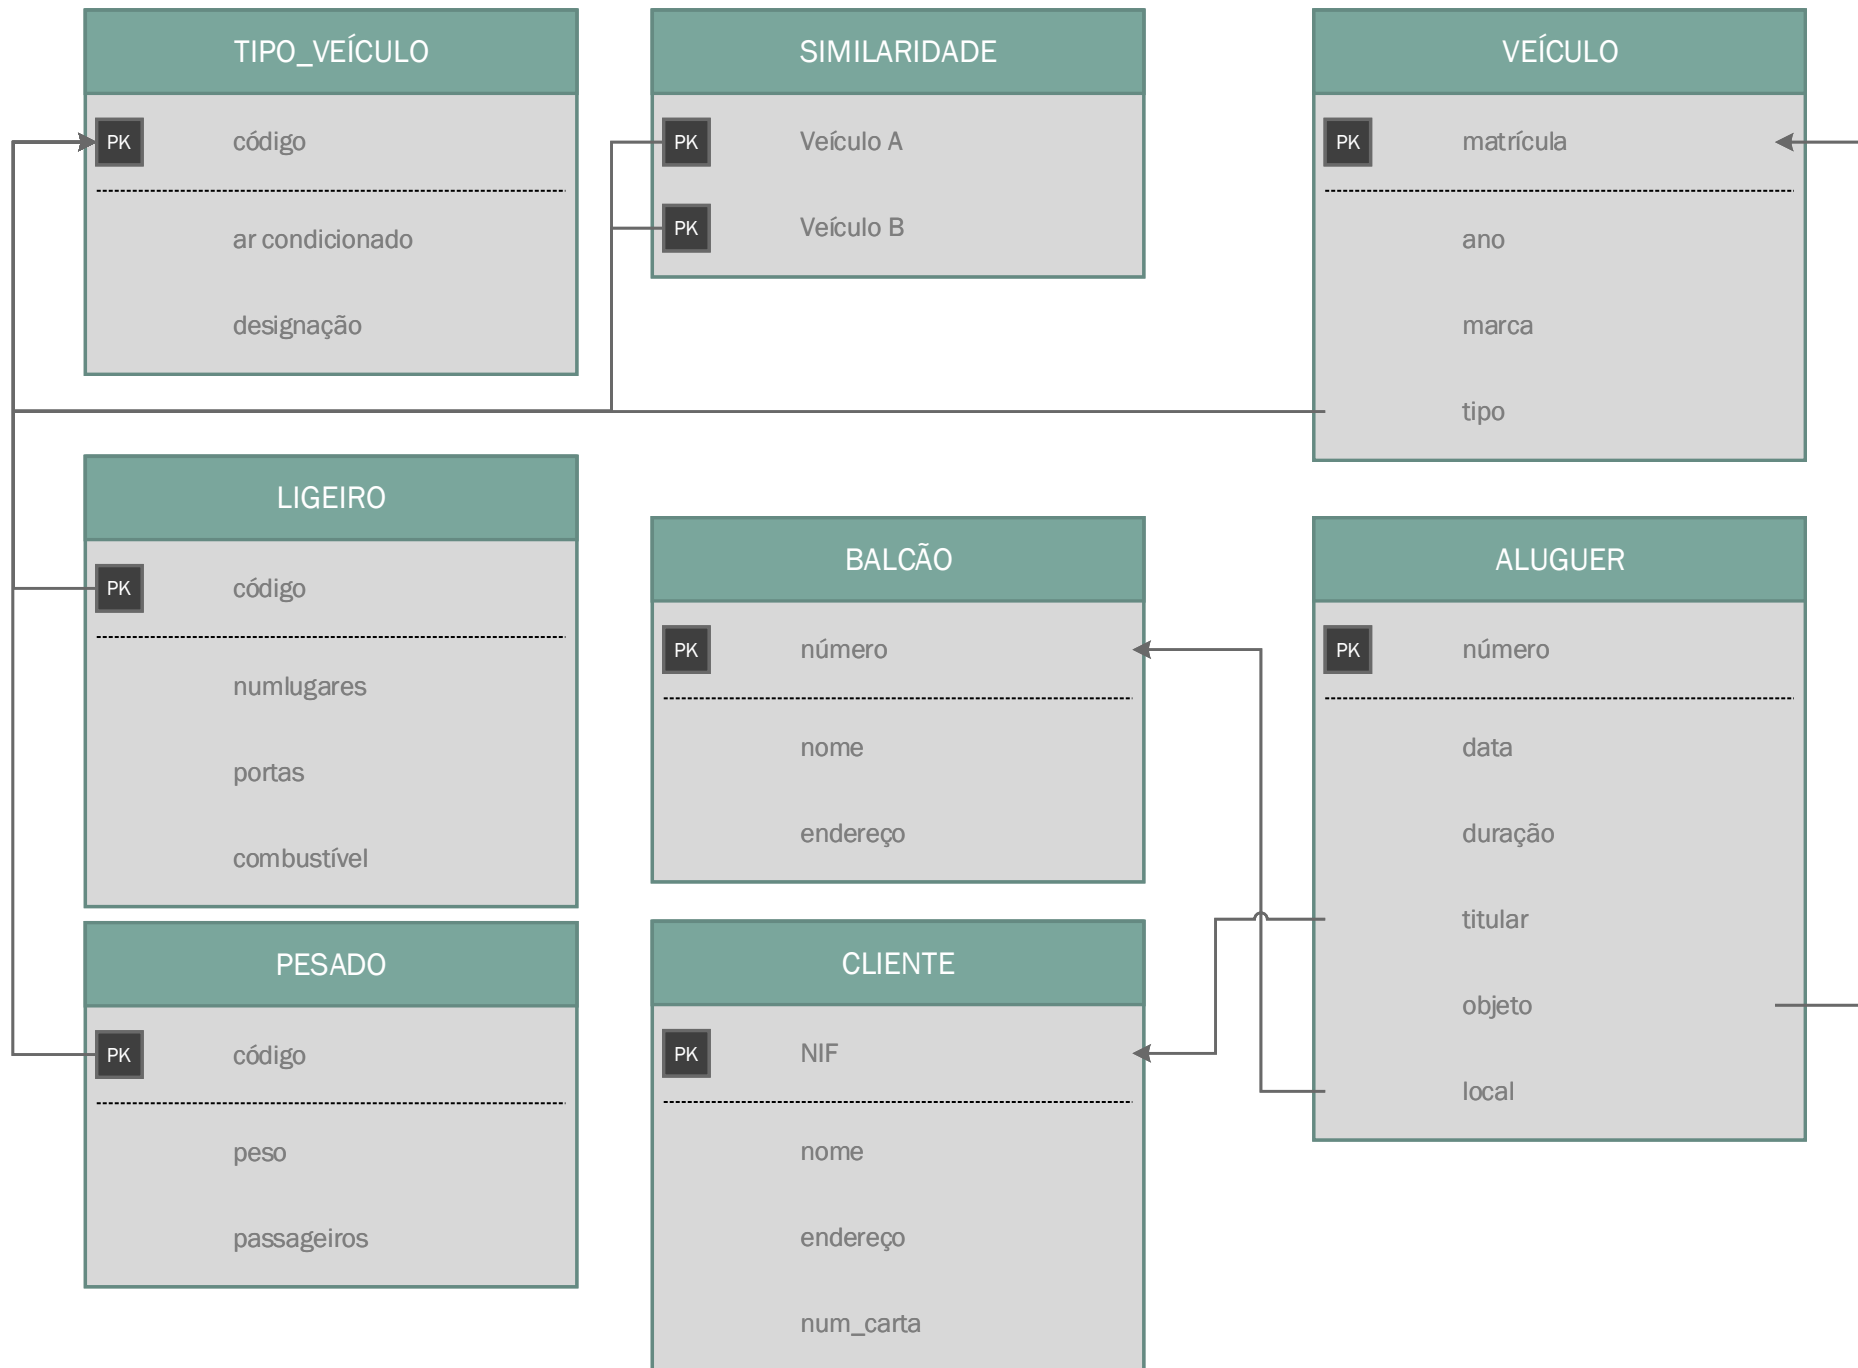 TIPO_VEÍCULO
PK código
ar condicionado
designação
SIMILARIDADE
PK Veículo A
PK Veículo B
VEÍCULO
PK matrícula
ano
marca
tipo
LIGEIRO
PK código
numlugares
portas
combustível
BALCÃO
PK número
nome
endereço
ALUGUER
PK número
data
duração
titular
objeto
local
PESADO
PK código
peso
passageiros
CLIENTE
PK NIF
nome
endereço
num_carta